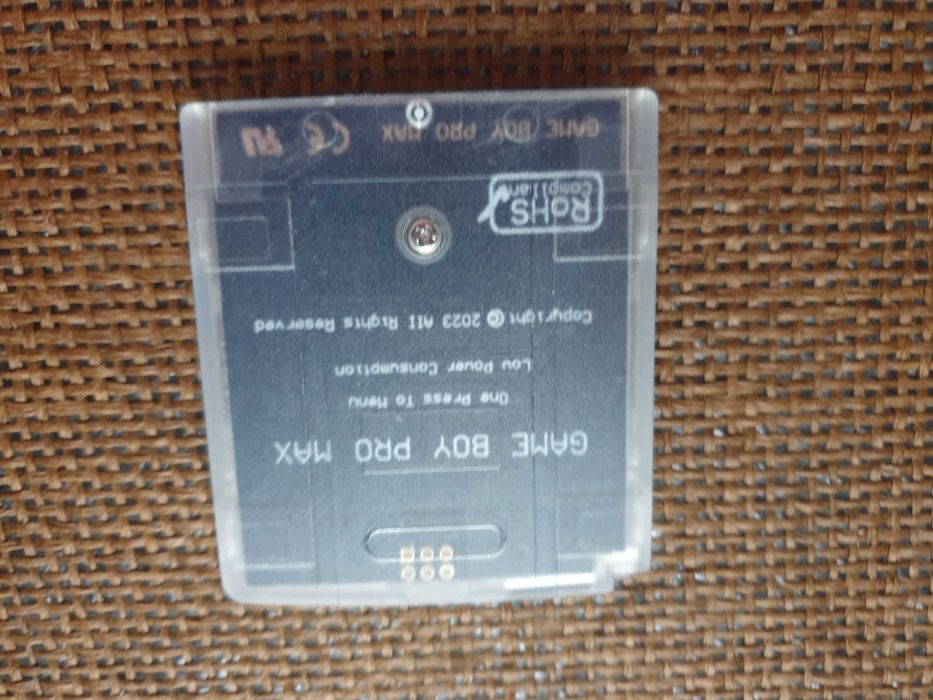 GAME BOY PRO MAX
One Press To Menu
Low Power Consumption
Copyright © 2023 All Rights Reserved
RoHS
Compliant
GAME BOY PRO MAX CE RU